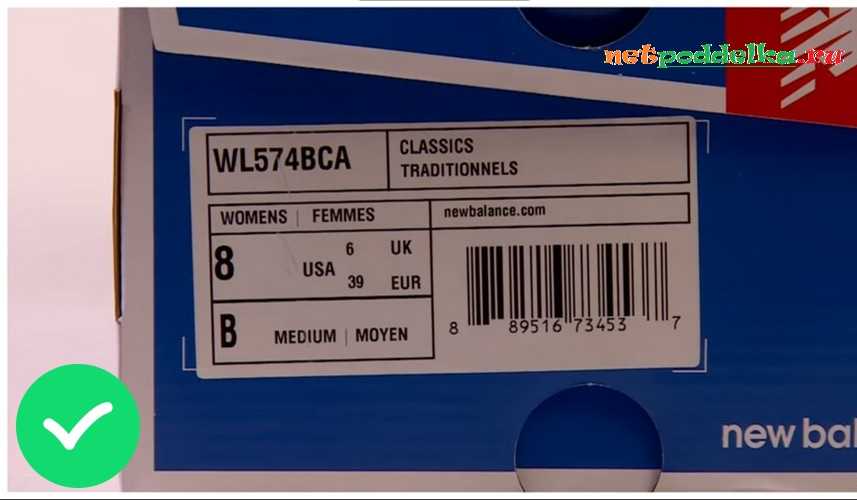 netpoddelka.ru
WL574BCA
CLASSICS
TRADITIONNELS
WOMENS | FEMMES
newbalance.com
8 USA 6 UK
39 EUR
B MEDIUM | MOYEN
8 89516 73453 7
new bal